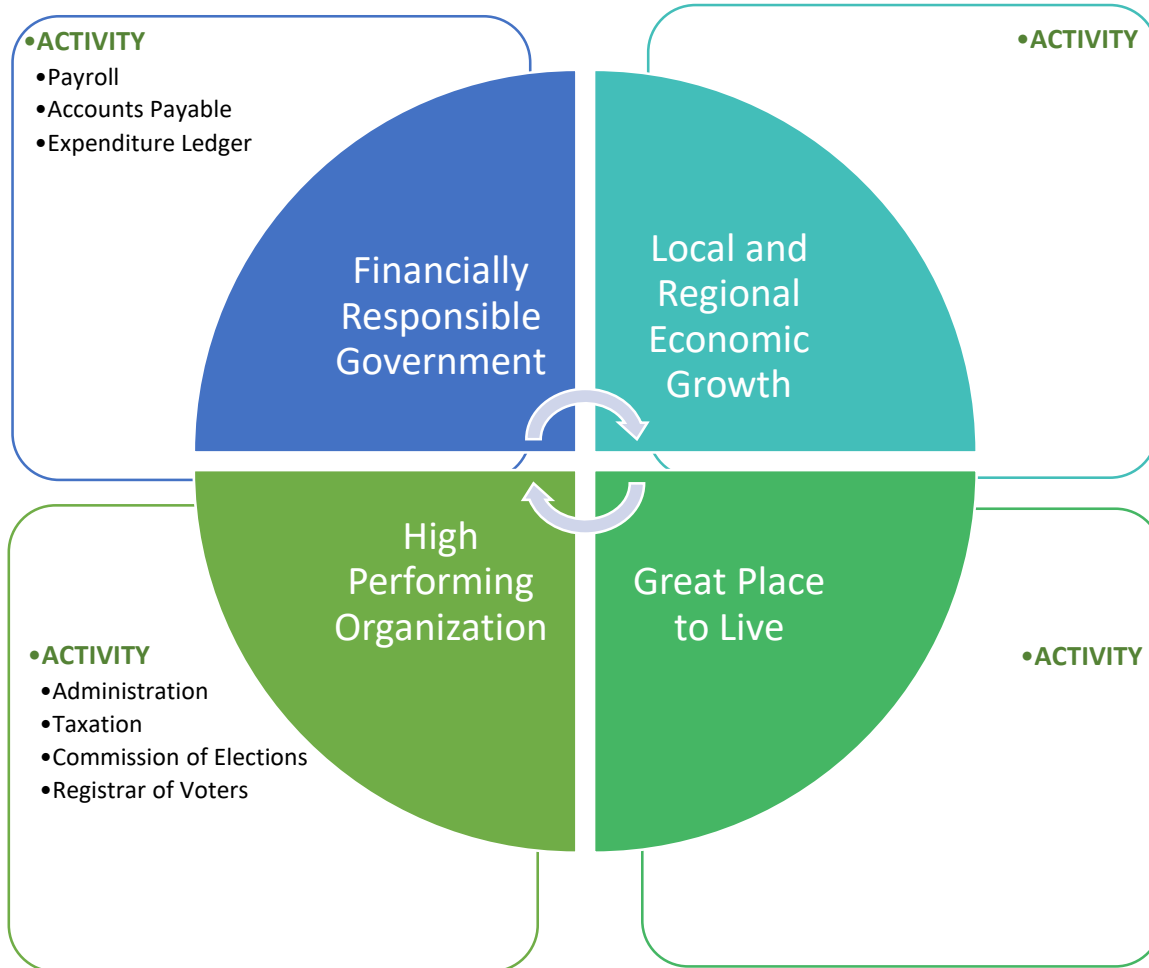 •ACTIVITY
•Payroll
•Accounts Payable
•Expenditure Ledger
•ACTIVITY
Financially
Responsible
Government
Local and
Regional
Economic
Growth
High
Performing
Organization
Great Place
to Live
•ACTIVITY
•Administration
•Taxation
•Commission of Elections
•Registrar of Voters
•ACTIVITY